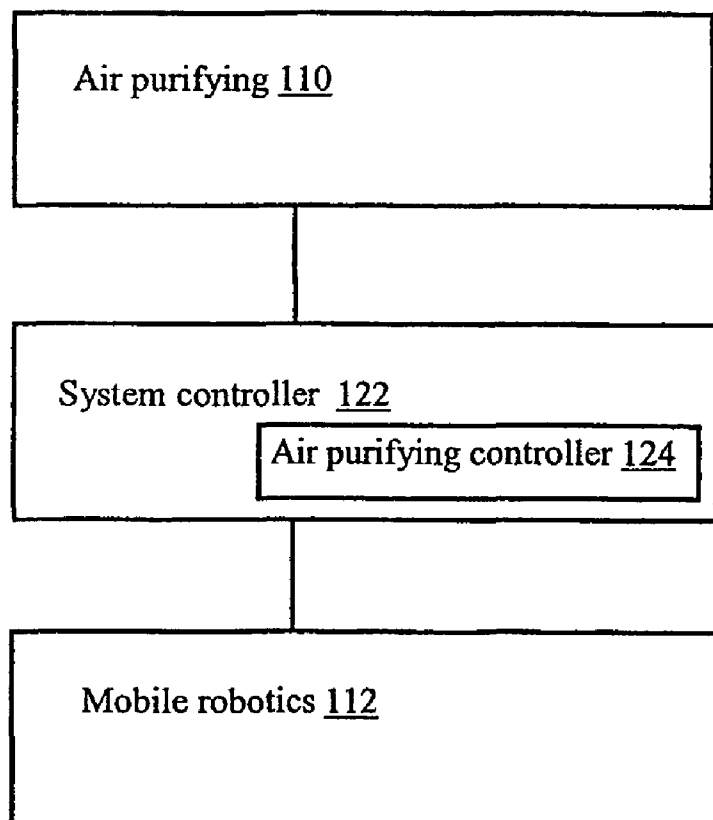 Air purifying 110
System controller 122
Air purifying controller 124
Mobile robotics 112